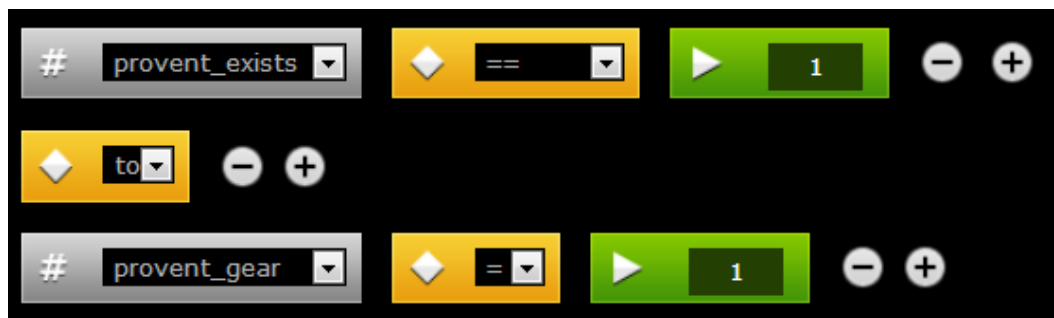 # provent_exists == 1
to
# provent_gear = 1